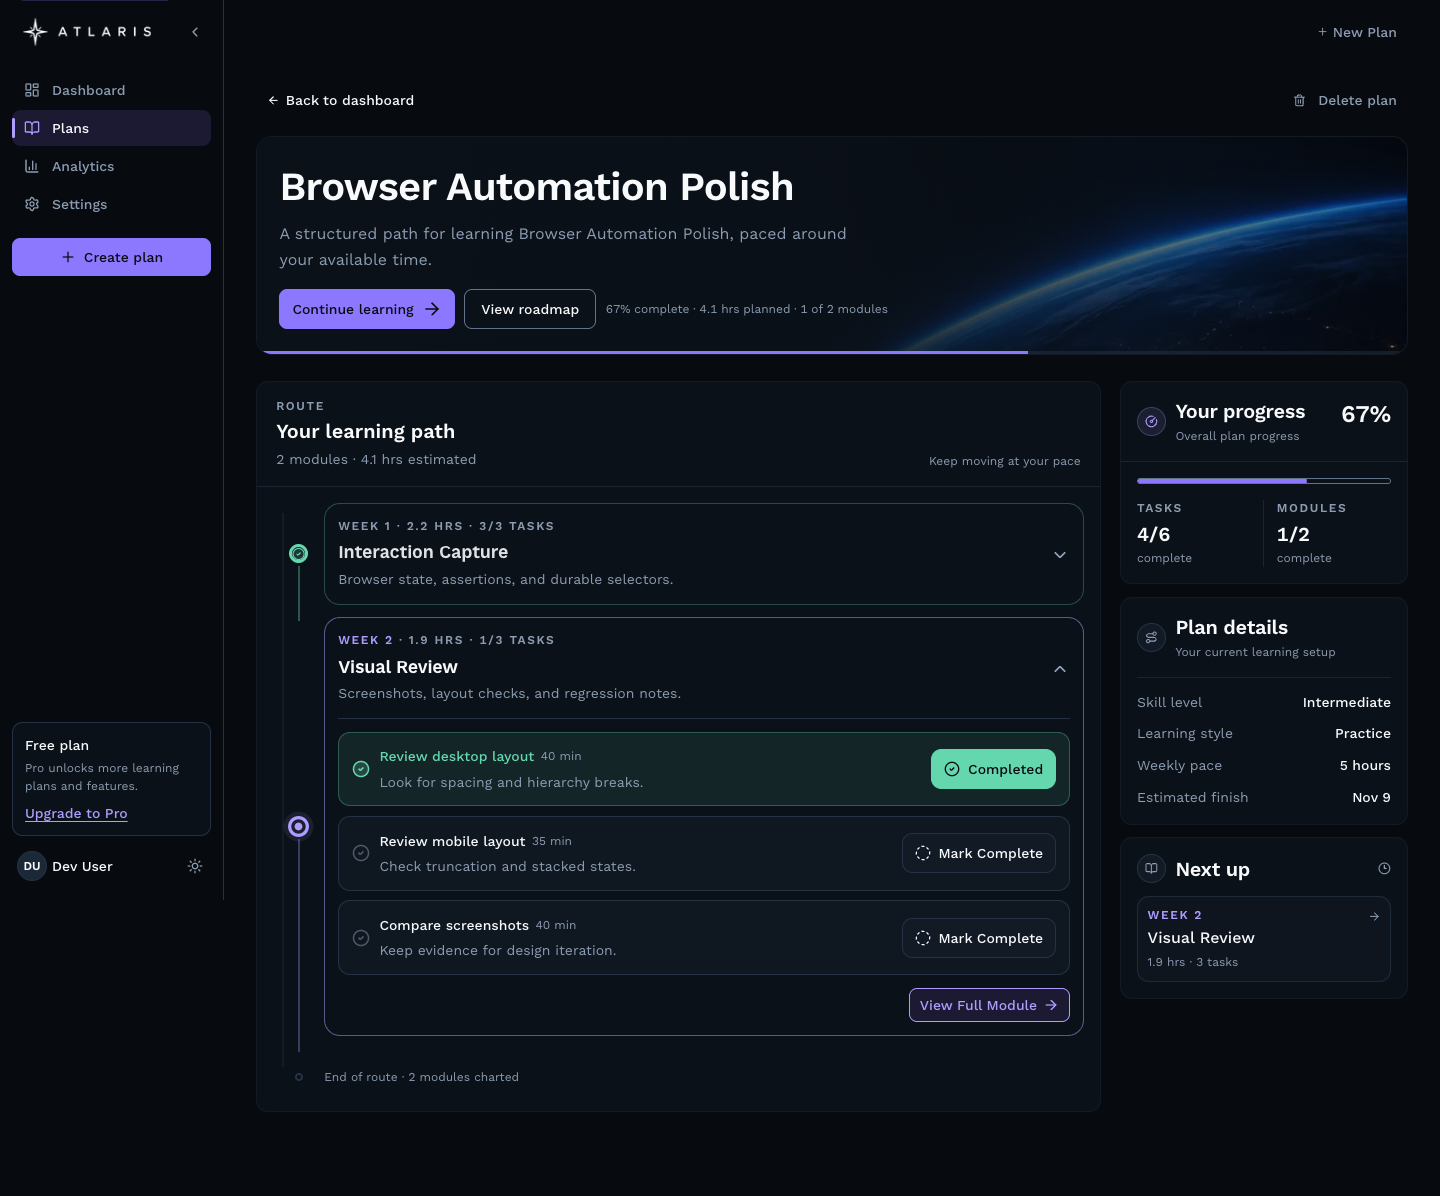 ATLARIS
Dashboard
Plans
Analytics
Settings
Create plan
Free plan
Pro unlocks more learning
plans and features.
Upgrade to Pro
DU Dev User
+ New Plan
← Back to dashboard
Delete plan
Browser Automation Polish
A structured path for learning Browser Automation Polish, paced around
your available time.
Continue learning →
View roadmap
67% complete · 4.1 hrs planned · 1 of 2 modules
ROUTE
Your learning path
2 modules · 4.1 hrs estimated
Keep moving at your pace
WEEK 1 · 2.2 HRS · 3/3 TASKS
Interaction Capture
Browser state, assertions, and durable selectors.
WEEK 2 · 1.9 HRS · 1/3 TASKS
Visual Review
Screenshots, layout checks, and regression notes.
Review desktop layout 40 min
Look for spacing and hierarchy breaks.
Completed
Review mobile layout 35 min
Check truncation and stacked states.
Mark Complete
Compare screenshots 40 min
Keep evidence for design iteration.
Mark Complete
View Full Module →
End of route · 2 modules charted
Your progress
Overall plan progress
67%
TASKS
4/6
complete
MODULES
1/2
complete
Plan details
Your current learning setup
Skill level Intermediate
Learning style Practice
Weekly pace 5 hours
Estimated finish Nov 9
Next up
WEEK 2
Visual Review
1.9 hrs · 3 tasks